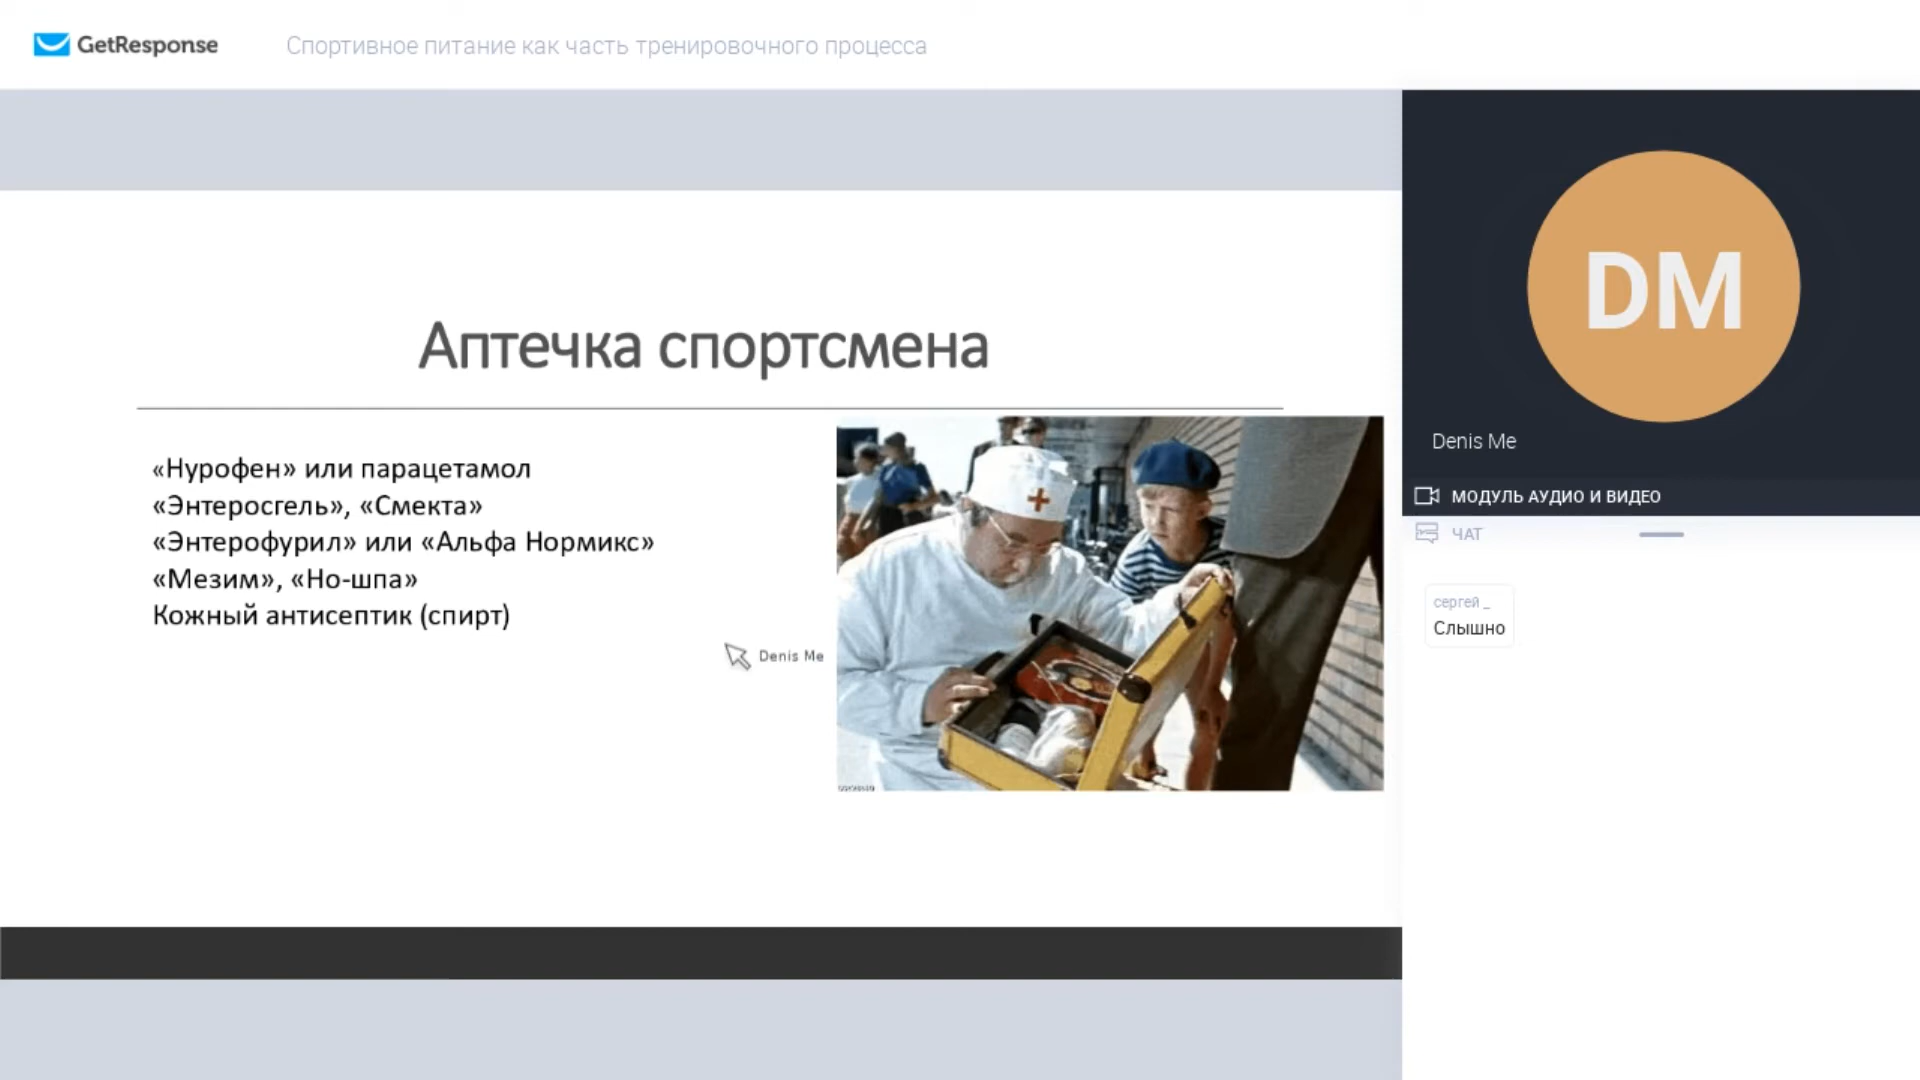 GetResponse
Спортивное питание как часть тренировочного процесса
Аптечка спортсмена
«Нурофен» или парацетамол
«Энтеросгель», «Смекта»
«Энтерофурил» или «Альфа Нормикс»
«Мезим», «Но-шпа»
Кожный антисептик (спирт)
Denis Me
DM
Denis Me
МОДУЛЬ АУДИО И ВИДЕО
ЧАТ
сергей _
Слышно